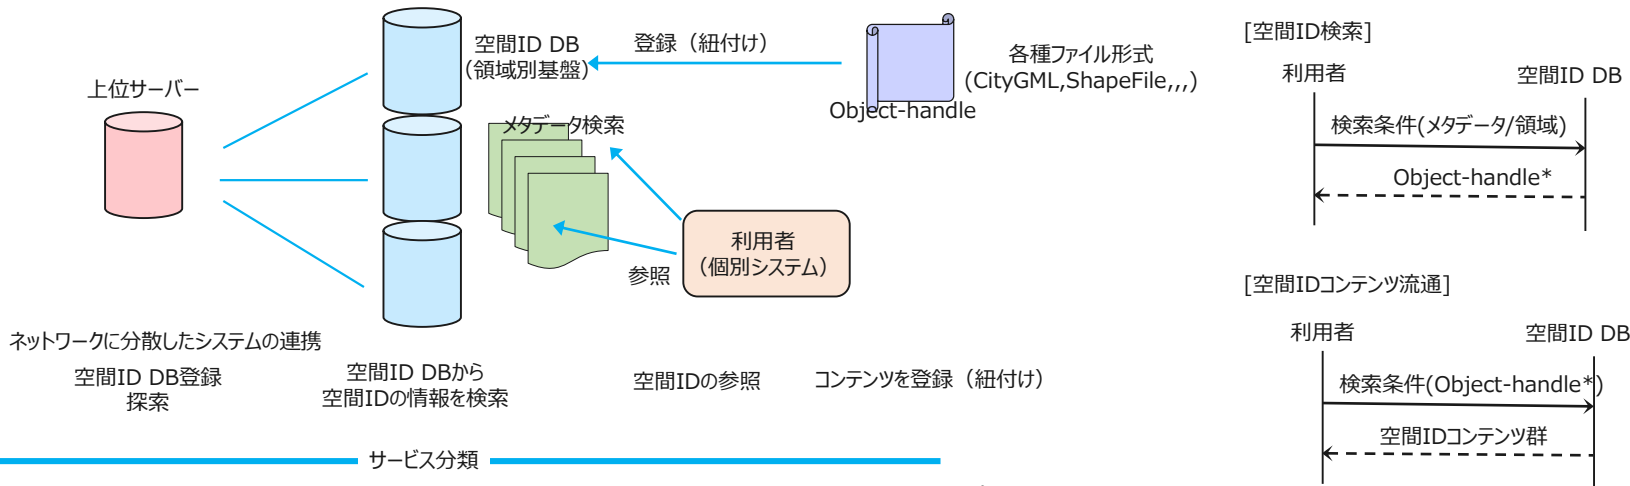 上位サーバー
空間ID DB
(領域別基盤)
登録（紐付け）
Object-handle
各種ファイル形式
(CityGML,ShapeFile,,,)
メタデータ検索
参照
利用者
（個別システム）
ネットワークに分散したシステムの連携
空間ID DB登録
探索
空間ID DBから
空間IDの情報を検索
空間IDの参照
コンテンツを登録（紐付け）
サービス分類
[空間ID検索]
利用者
空間ID DB
検索条件(メタデータ/領域)
Object-handle*
[空間IDコンテンツ流通]
利用者
空間ID DB
検索条件(Object-handle*)
空間IDコンテンツ群